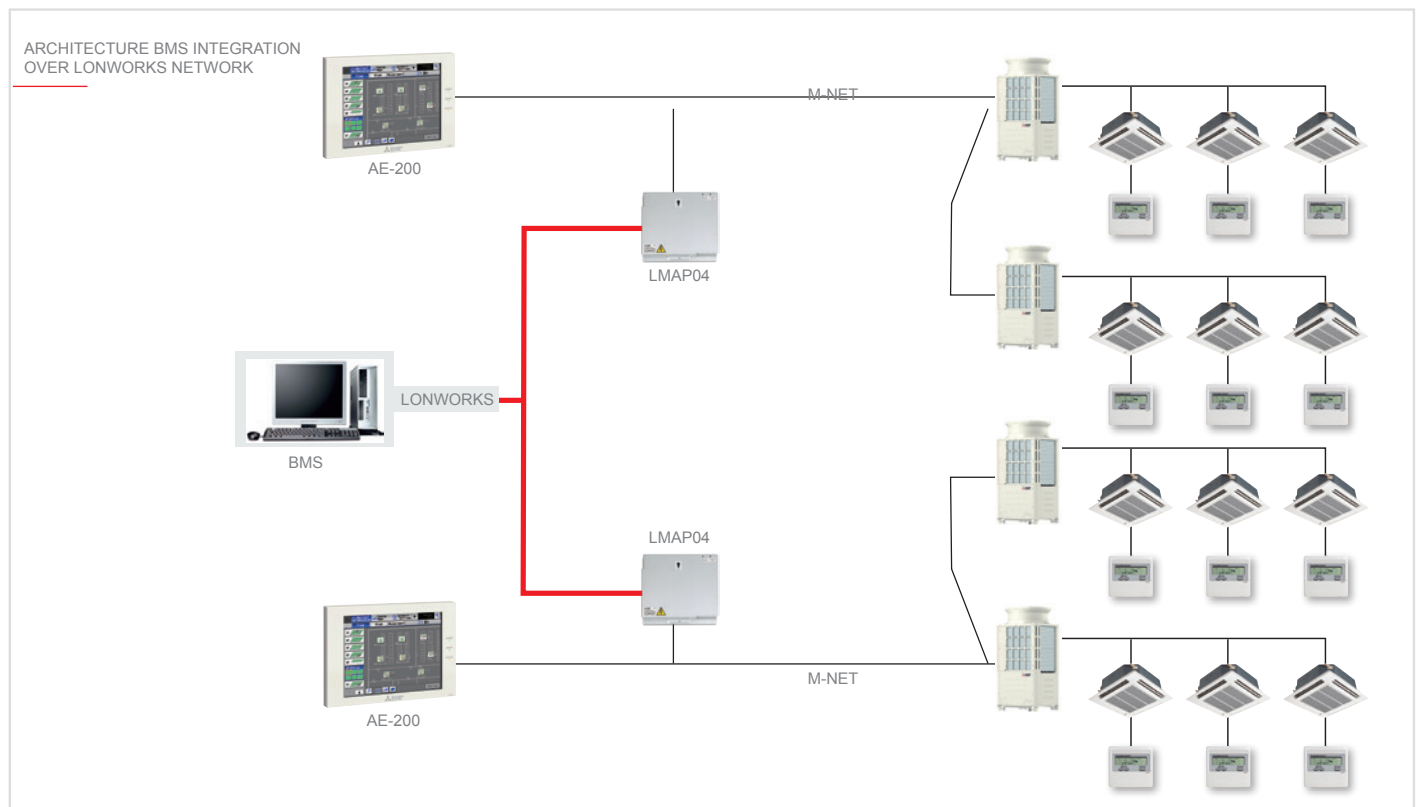 ARCHITECTURE BMS INTEGRATION
OVER LONWORKS NETWORK
M-NET
AE-200
LMAP04
LONWORKS
BMS
LMAP04
M-NET
AE-200